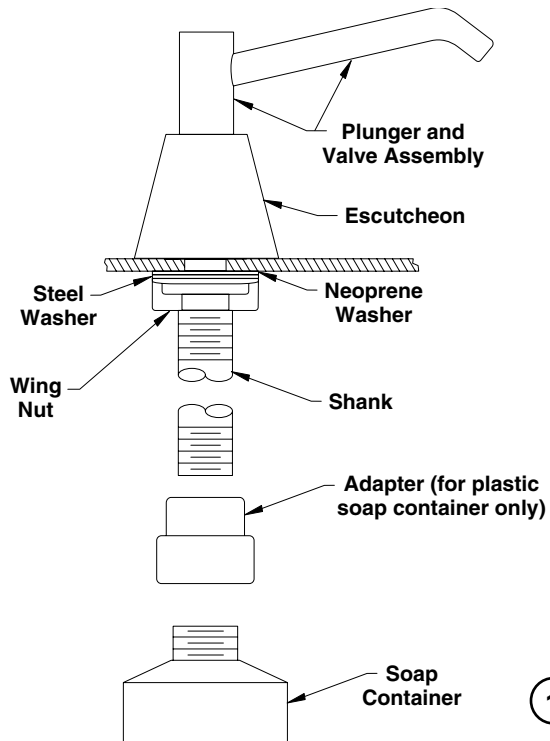 Plunger and
Valve Assembly
Escutcheon
Steel
Washer
Neoprene
Washer
Wing
Nut
Shank
Adapter (for plastic
soap container only)
Soap
Container